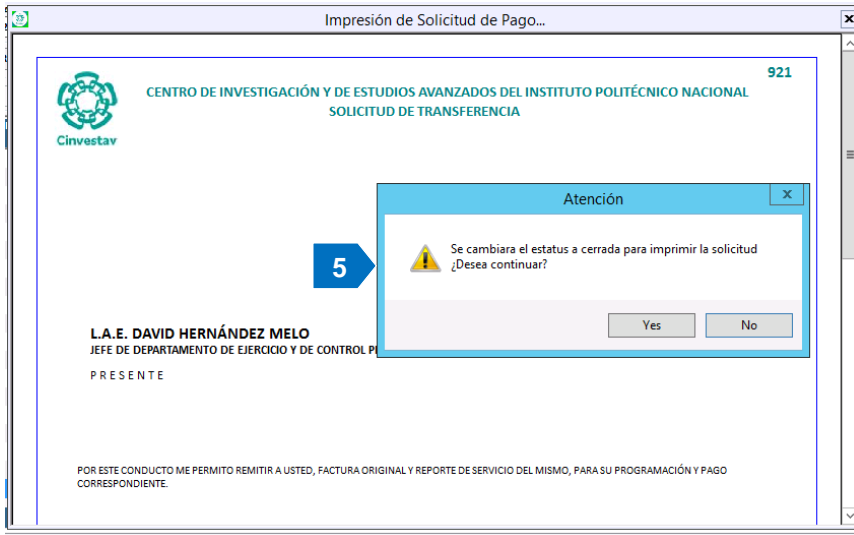 Impresión de Solicitud de Pago...
x
921
CENTRO DE INVESTIGACIÓN Y DE ESTUDIOS AVANZADOS DEL INSTITUTO POLITÉCNICO NACIONAL
SOLICITUD DE TRANSFERENCIA
Cinvestav
Atención
x
5
Se cambiara el estatus a cerrada para imprimir la solicitud
¿Desea continuar?
Yes
No
L.A.E. DAVID HERNÁNDEZ MELO
JEFE DE DEPARTAMENTO DE EJERCICIO Y DE CONTROL
PRESENTE
POR ESTE CONDUCTO ME PERMITO REMITIR A USTED, FACTURA ORIGINAL Y REPORTE DE SERVICIO DEL MISMO, PARA SU PROGRAMACIÓN Y PAGO
CORRESPONDIENTE.